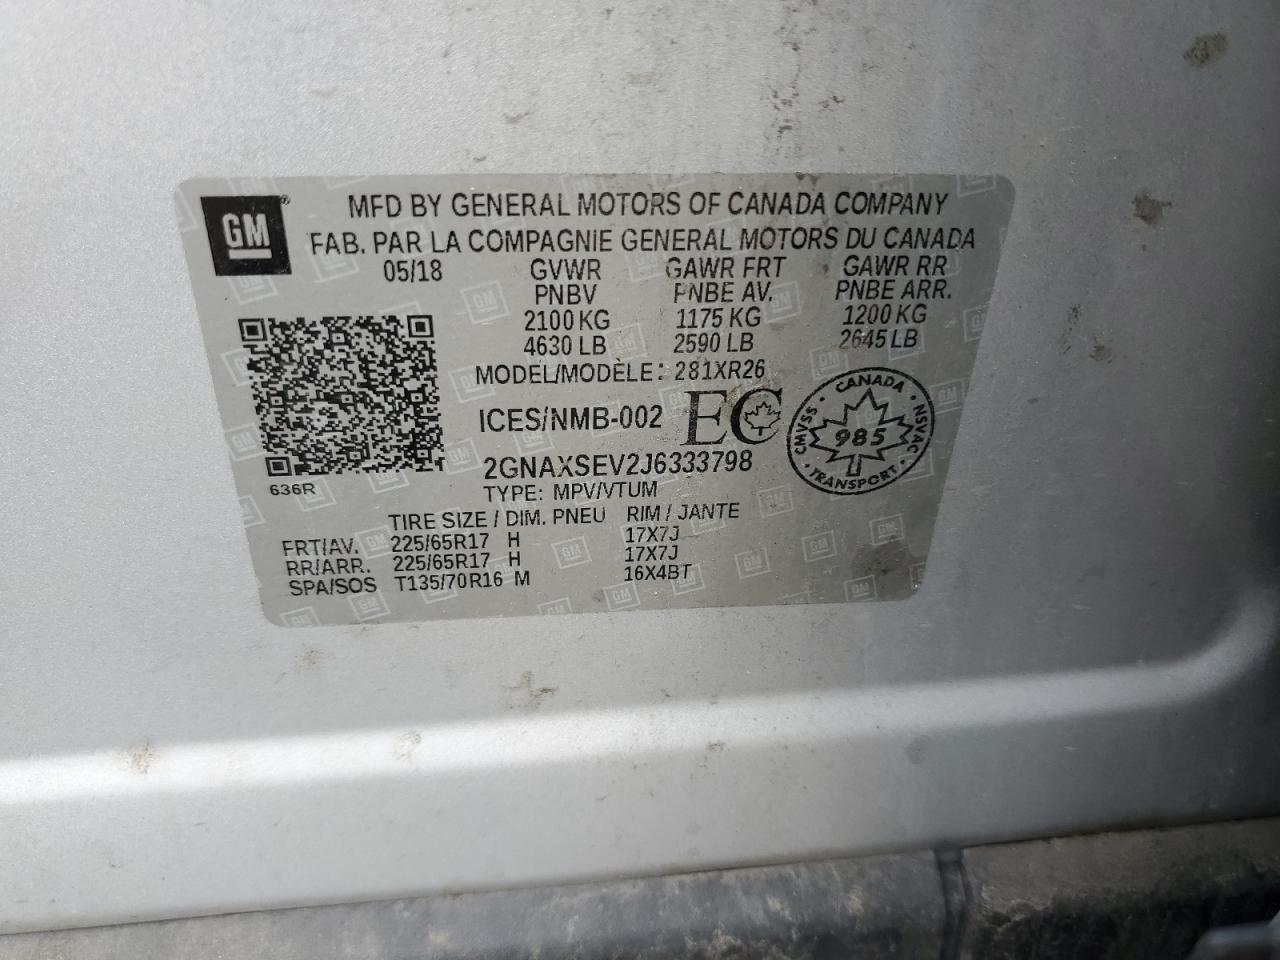 GM
MFD BY GENERAL MOTORS OF CANADA COMPANY
FAB. PAR LA COMPAGNIE GENERAL MOTORS DU CANADA
05/18 GVWR GAWR FRT GAWR RR
PNBV PNBE AV. PNBE ARR.
2100 KG 1175 KG 1200 KG
4630 LB 2590 LB 2645 LB
MODEL/MODÈLE: 281XR26
ICES/NMB-002 EC
CANADA
CMVSS 985 NSVAC
TRANSPORT
2GNAXSEV2J6333798
636R
TYPE: MPV/VTUM
TIRE SIZE / DIM. PNEU RIM / JANTE
FRT/AV. 225/65R17 H 17X7J
RR/ARR. 225/65R17 H 17X7J
SPA/SOS T135/70R16 M 16X4BT